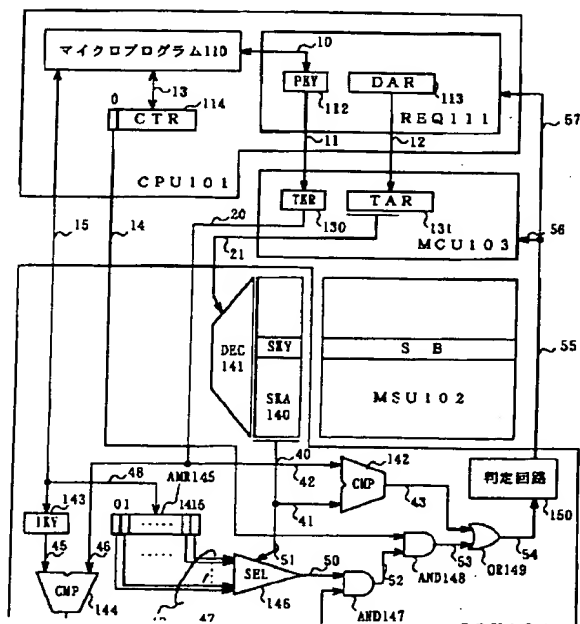 マイクロプログラム110
10
PKY
112
DAR
113
REQ111
13
0
114
CTR
CPU101
11
12
57
15
14
20
TKR
130
TAR
131
MCU103
56
21
DEC
141
SKY
SKA
140
SB
MSU102
55
40
42
142
CMP
43
41
判定回路
150
48
AMR145
143
IKY
01
1415
45
46
51
SEL
50
146
47
CMP
144
AND147
52
AND148
53
OR149
54